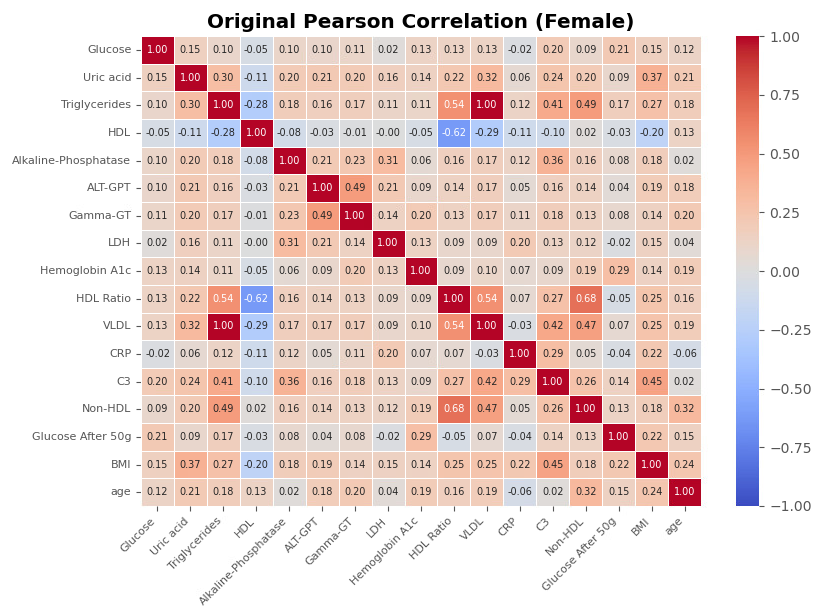 Original Pearson Correlation (Female)
Glucose 1.00 0.15 0.10 -0.05 0.10 0.10 0.11 0.02 0.13 0.13 0.13 -0.02 0.20 0.09 0.21 0.15 0.12
Uric acid 0.15 1.00 0.30 -0.11 0.20 0.21 0.20 0.16 0.14 0.22 0.32 0.06 0.24 0.20 0.09 0.37 0.21
Triglycerides 0.10 0.30 1.00 -0.28 0.18 0.16 0.17 0.11 0.11 0.54 1.00 0.12 0.41 0.49 0.17 0.27 0.18
HDL -0.05 -0.11 -0.28 1.00 -0.08 -0.03 -0.01 -0.00 -0.05 -0.62 -0.29 -0.11 -0.10 0.02 -0.03 -0.20 0.13
Alkaline-Phosphatase 0.10 0.20 0.18 -0.08 1.00 0.21 0.23 0.31 0.06 0.16 0.17 0.12 0.36 0.16 0.08 0.18 0.02
ALT-GPT 0.10 0.21 0.16 -0.03 0.21 1.00 0.49 0.21 0.09 0.14 0.17 0.05 0.16 0.14 0.04 0.19 0.18
Gamma-GT 0.11 0.20 0.17 -0.01 0.23 0.49 1.00 0.14 0.20 0.13 0.17 0.11 0.18 0.13 0.08 0.14 0.20
LDH 0.02 0.16 0.11 -0.00 0.31 0.21 0.14 1.00 0.13 0.09 0.09 0.20 0.13 0.12 -0.02 0.15 0.04
Hemoglobin A1c 0.13 0.14 0.11 -0.05 0.06 0.09 0.20 0.13 1.00 0.09 0.10 0.07 0.09 0.19 0.29 0.14 0.19
HDL Ratio 0.13 0.22 0.54 -0.62 0.16 0.14 0.13 0.09 0.09 1.00 0.54 0.07 0.27 0.68 -0.05 0.25 0.16
VLDL 0.13 0.32 1.00 -0.29 0.17 0.17 0.17 0.09 0.10 0.54 1.00 -0.03 0.42 0.47 0.07 0.25 0.19
CRP -0.02 0.06 0.12 -0.11 0.12 0.05 0.11 0.20 0.07 0.07 -0.03 1.00 0.29 0.05 -0.04 0.22 -0.06
C3 0.20 0.24 0.41 -0.10 0.36 0.16 0.18 0.13 0.09 0.27 0.42 0.29 1.00 0.26 0.14 0.45 0.02
Non-HDL 0.09 0.20 0.49 0.02 0.16 0.14 0.13 0.12 0.19 0.68 0.47 0.05 0.26 1.00 0.13 0.18 0.32
Glucose After 50g 0.21 0.09 0.17 -0.03 0.08 0.04 0.08 -0.02 0.29 -0.05 0.07 -0.04 0.14 0.13 1.00 0.22 0.15
BMI 0.15 0.37 0.27 -0.20 0.18 0.19 0.14 0.15 0.14 0.25 0.25 0.22 0.45 0.18 0.22 1.00 0.24
age 0.12 0.21 0.18 0.13 0.02 0.18 0.20 0.04 0.19 0.16 0.19 -0.06 0.02 0.32 0.15 0.24 1.00
Glucose
Uric acid
Triglycerides
HDL
Alkaline-Phosphatase
ALT-GPT
Gamma-GT
LDH
Hemoglobin A1c
HDL Ratio
VLDL
CRP
C3
Non-HDL
Glucose After 50g
BMI
age
1.00
0.75
0.50
0.25
0.00
−0.25
−0.50
−0.75
−1.00